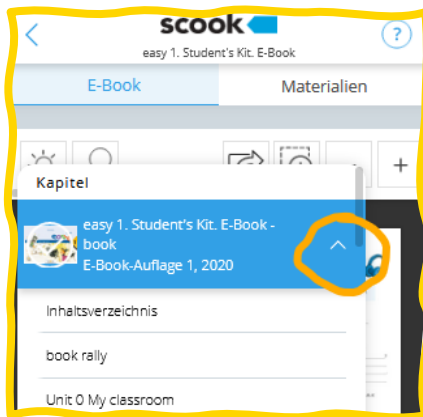 scook
?
easy 1. Student's Kit. E-Book
E-Book Materialien
+
Kapitel
easy 1. Student's Kit. E-Book -
book
E-Book-Auflage 1, 2020
Inhaltsverzeichnis
book rally
Unit 0 My classroom